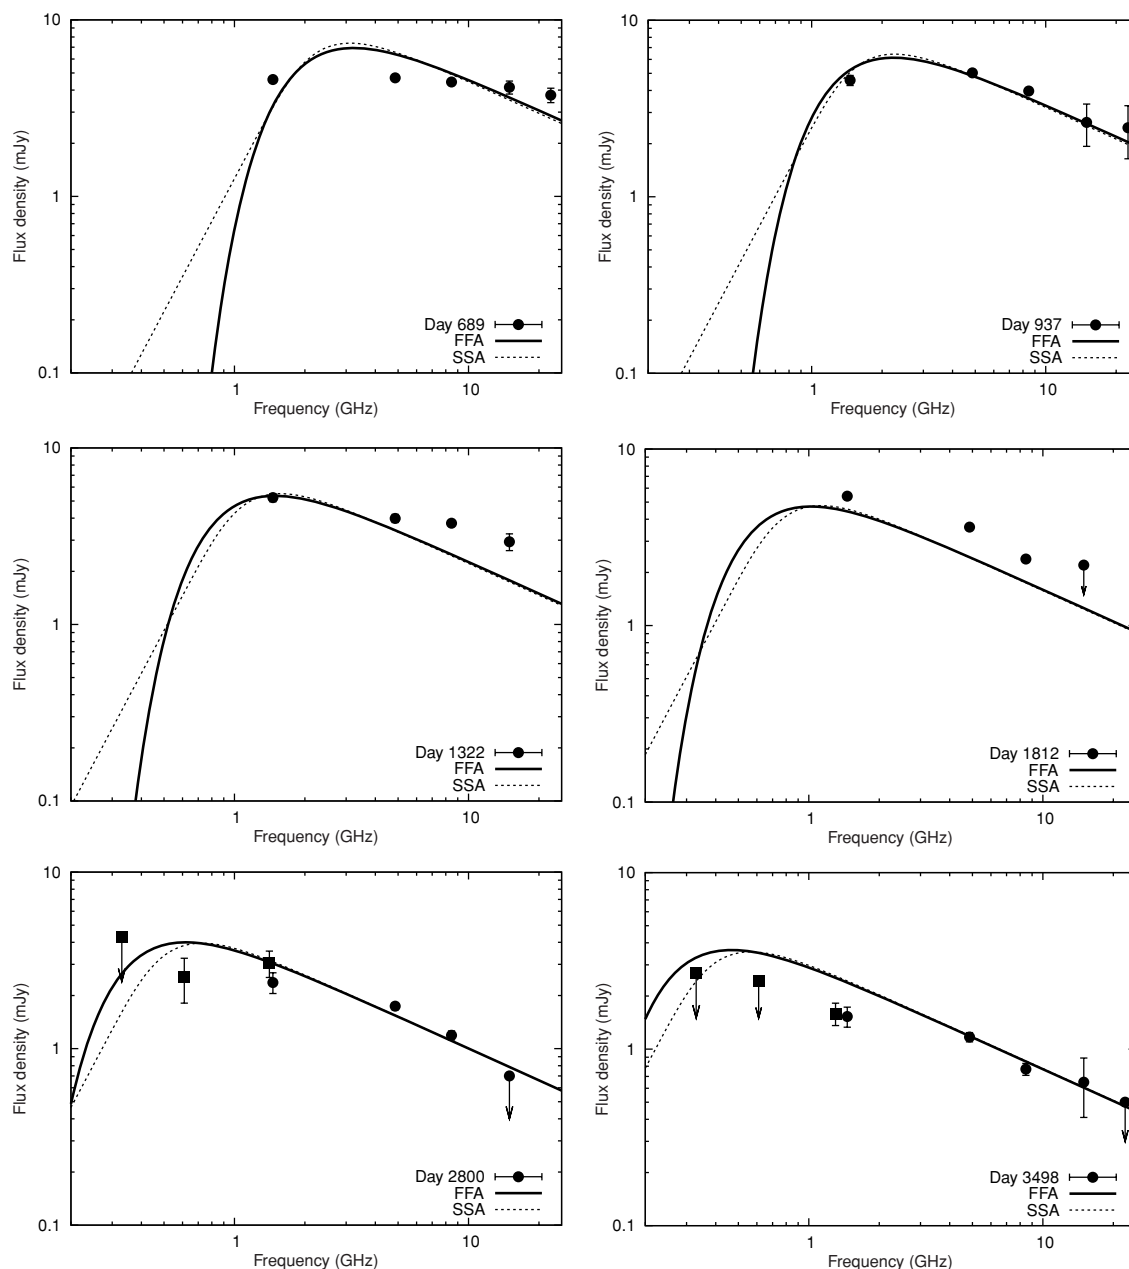 10
1
0.1
Flux density (mJy)
1
10
Frequency (GHz)
Day 689
FFA
SSA
10
1
0.1
Flux density (mJy)
1
10
Frequency (GHz)
Day 937
FFA
SSA
10
1
0.1
Flux density (mJy)
1
10
Frequency (GHz)
Day 1322
FFA
SSA
10
1
0.1
Flux density (mJy)
1
10
Frequency (GHz)
Day 1812
FFA
SSA
10
1
0.1
Flux density (mJy)
1
10
Frequency (GHz)
Day 2800
FFA
SSA
10
1
0.1
Flux density (mJy)
1
10
Frequency (GHz)
Day 3498
FFA
SSA